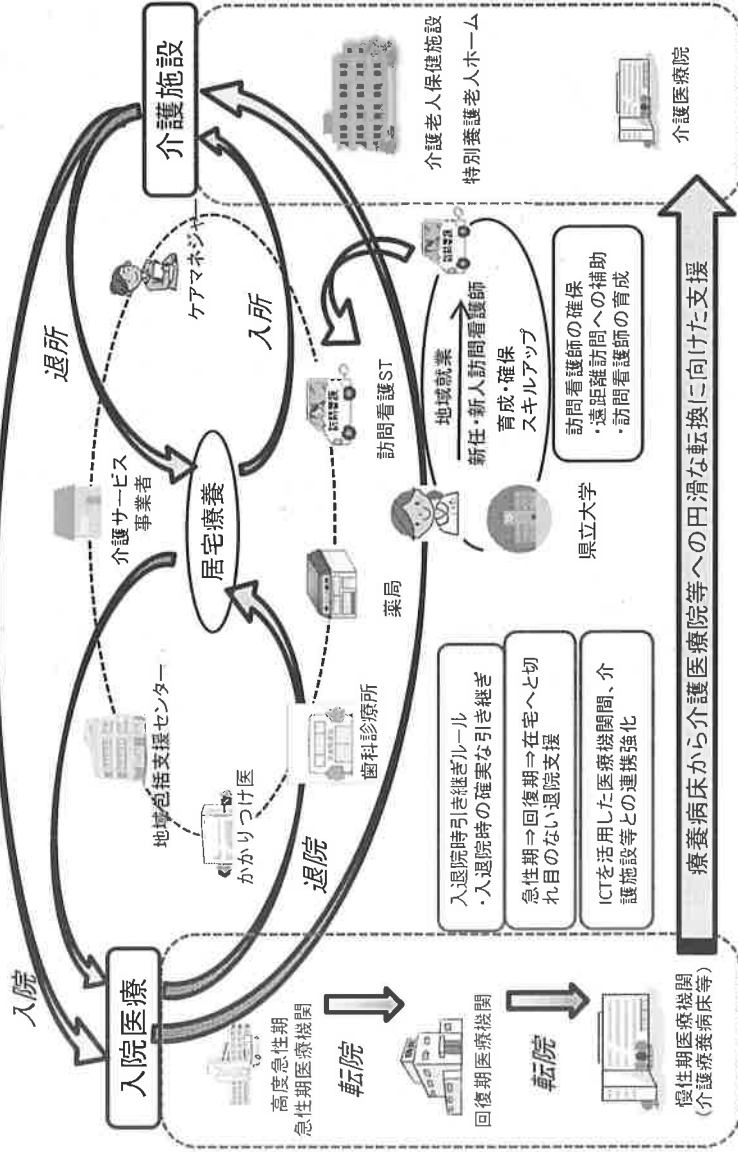 入院
入院医療
高度急性期
急性期医療機関
転院
回復期医療機関
転院
慢性期医療機関
(介護療養病床等)
地域包括支援センター
かかりつけ医
退院
歯科診療所
介護サービス
事業者
居宅療養
薬局
退所
ケアマネジャー
入所
訪問看護ST
訪問看護
介護施設
介護老人保健施設
特別養護老人ホーム
介護医療院
入退院時引き継ぎルール
・入退院時の確実な引き継ぎ
急性期⇒回復期⇒在宅へと切
れ目のない退院支援
ICTを活用した医療機関間、介
護施設等との連携強化
県立大学
地域就業
新任・新人訪問看護師
育成・確保
スキルアップ
訪問看護
訪問看護師の確保
・遠距離訪問への補助
・訪問看護師の育成
療養病床から介護医療院等への円滑な転換に向けた支援